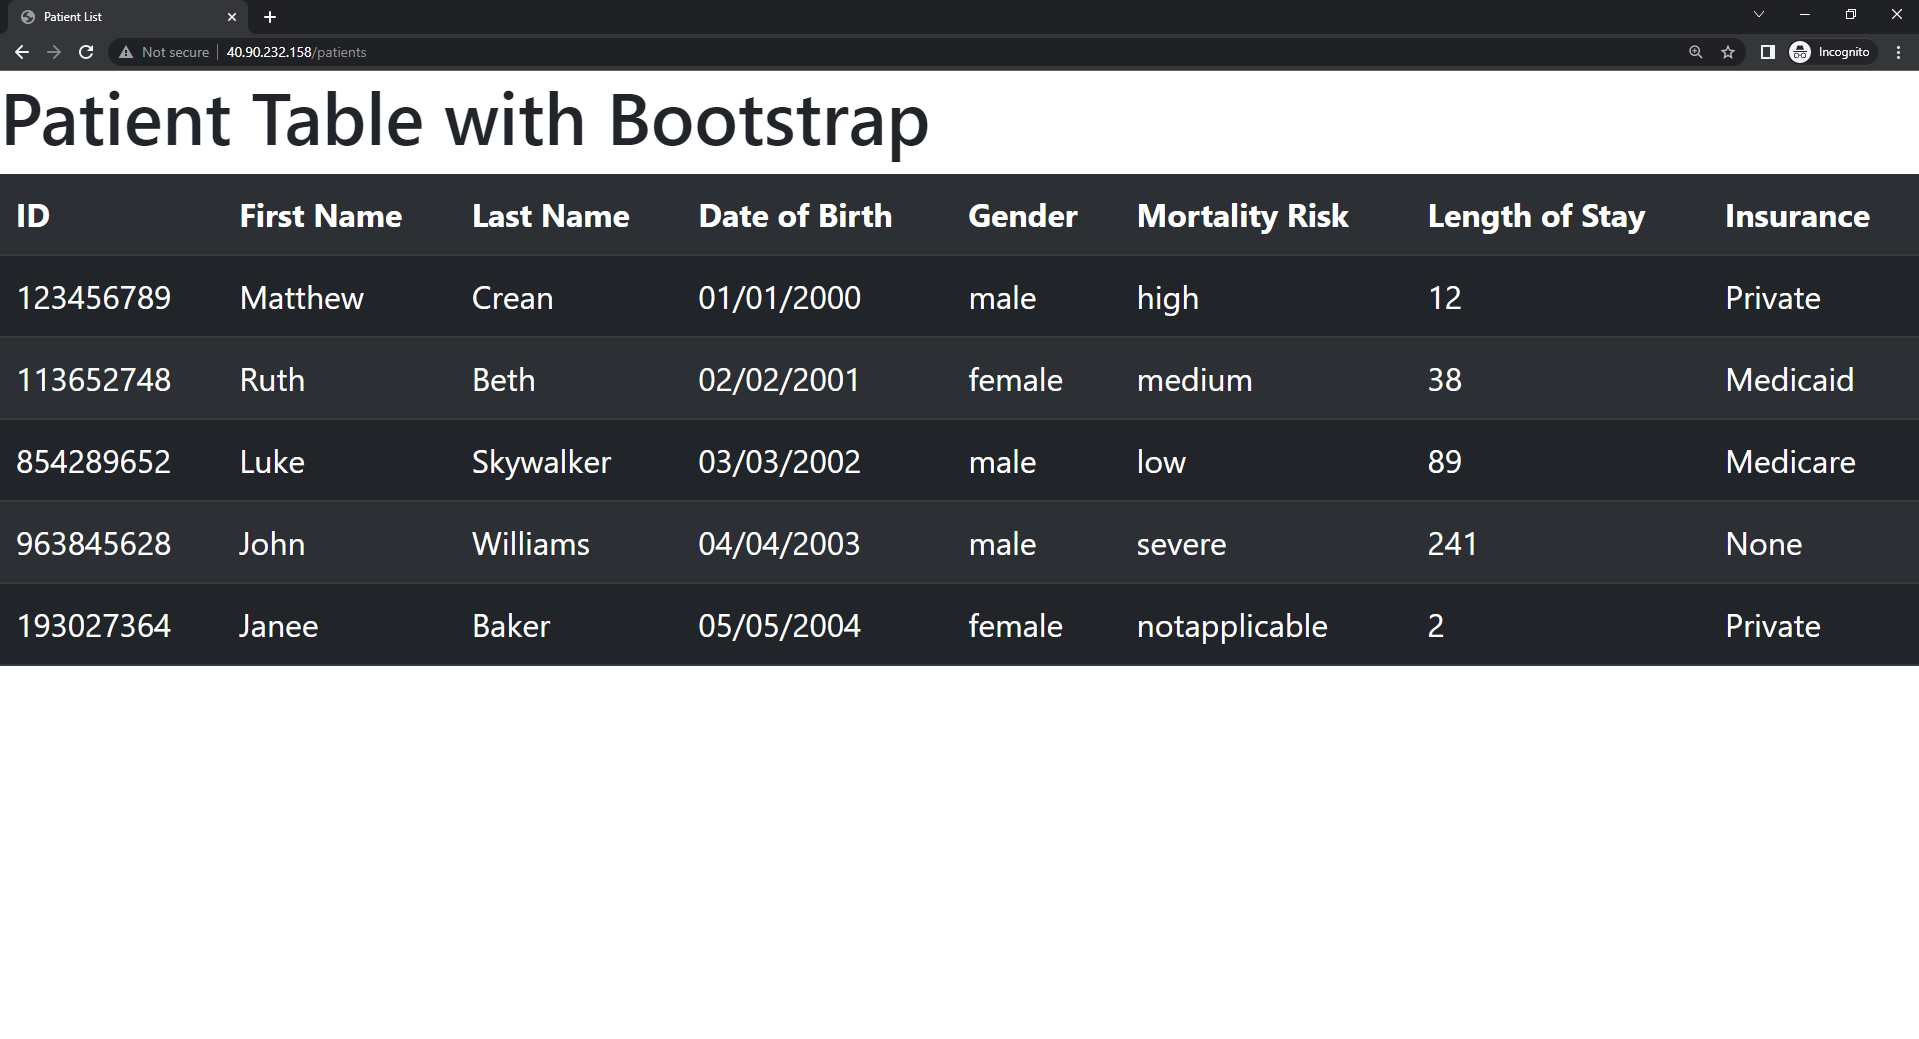 Patient List
Not secure 40.90.232.158/patients Incognito
Patient Table with Bootstrap
ID First Name Last Name Date of Birth Gender Mortality Risk Length of Stay Insurance
123456789 Matthew Crean 01/01/2000 male high 12 Private
113652748 Ruth Beth 02/02/2001 female medium 38 Medicaid
854289652 Luke Skywalker 03/03/2002 male low 89 Medicare
963845628 John Williams 04/04/2003 male severe 241 None
193027364 Janee Baker 05/05/2004 female notapplicable 2 Private